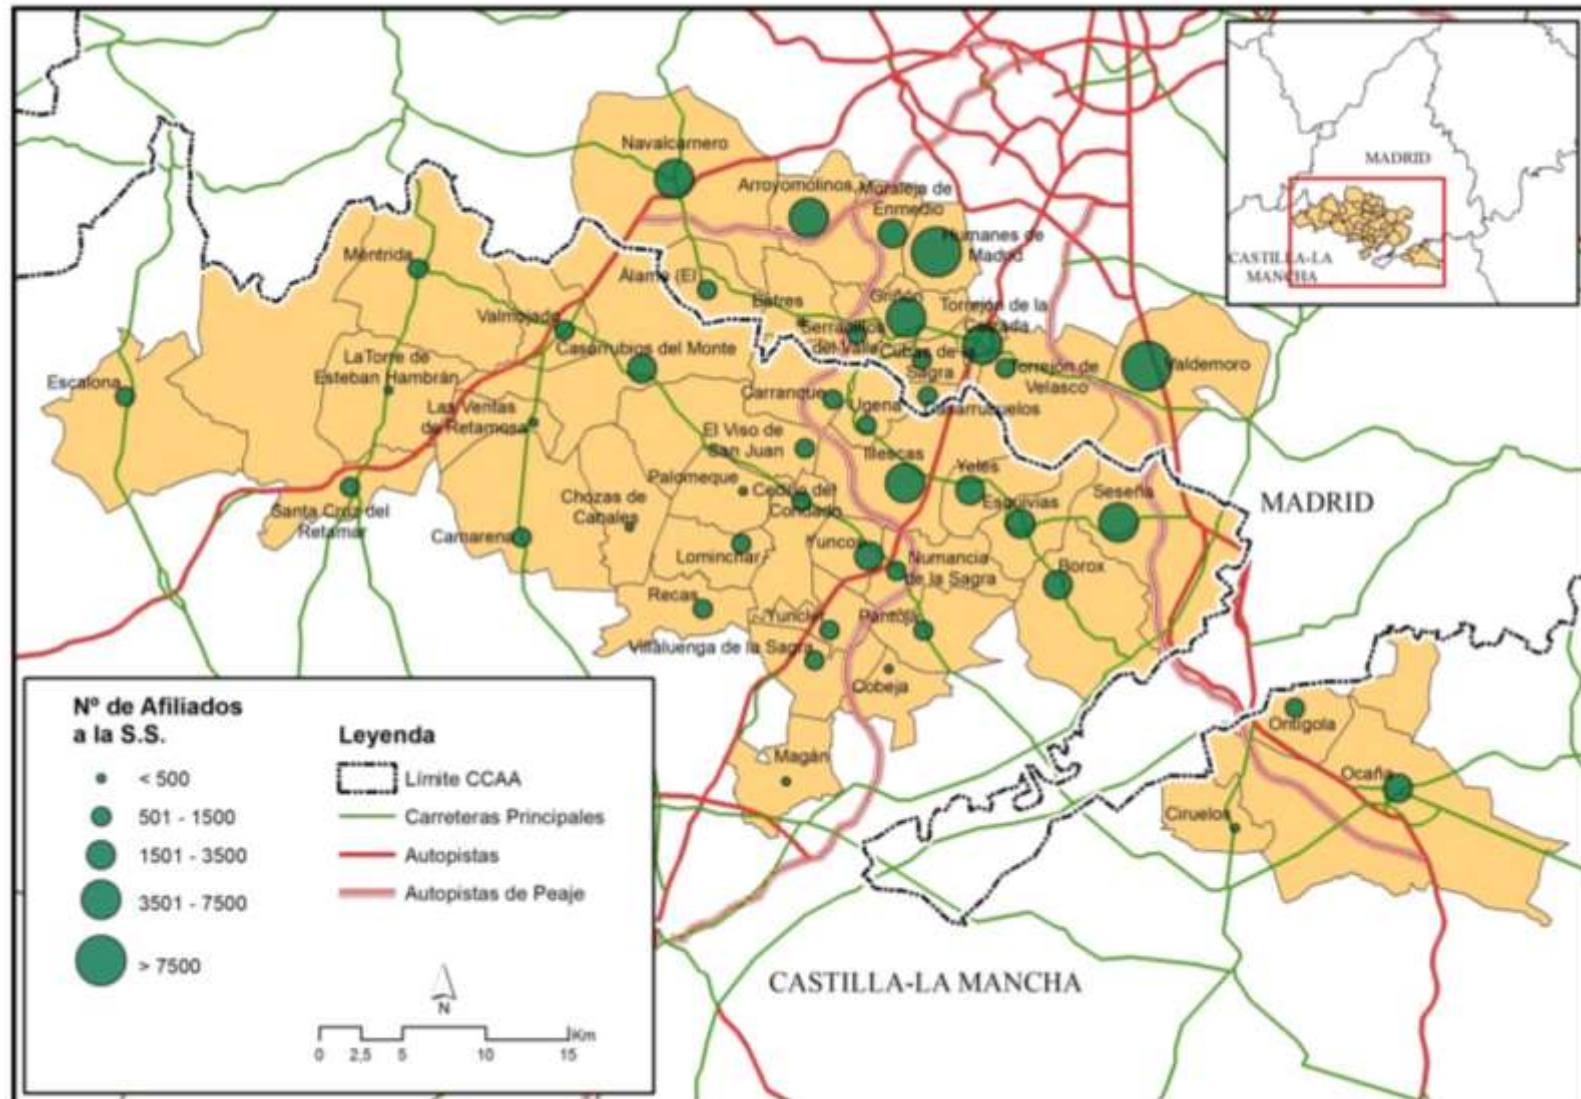 Navalcarnero
MADRID
CASTILLA-LA
MANCHA
Arroyomolinos
Moraleja de
Enmedio
Humanes de
Madrid
Méntrida
Álamo (El
Batres
Griñón
Torrejón de la
Calzada
Valmojado
Serranillos
del Valle
Casarrubios del Monte
Cubas de la
Sagra
Torrejón de
Velasco
Valdemoro
LaTorre de
Esteban Hambrán
Escalona
Carranque
Ugena
Casarrubuelos
Las Ventas
de Retamosa
El Viso de
San Juan
Illescas
Yeles
Palomeque
Cedillo del
Condado
Esquivias
Seseña
MADRID
Chozas de
Canales
Santa Cruz del
Retamar
Camarena
Lominchar
Yuncos
Numancia
de la Sagra
Borox
Recas
Yuncler
Pantoja
Villaluenga de la Sagra
Cobeja
Magán
Ontígola
Ocaña
Ciruelos
CASTILLA-LA MANCHA
Nº de Afiliados
a la S.S.
< 500
501 - 1500
1501 - 3500
3501 - 7500
> 7500
Leyenda
Límite CCAA
Carreteras Principales
Autopistas
Autopistas de Peaje
N
Km
0 2,5 5 10 15